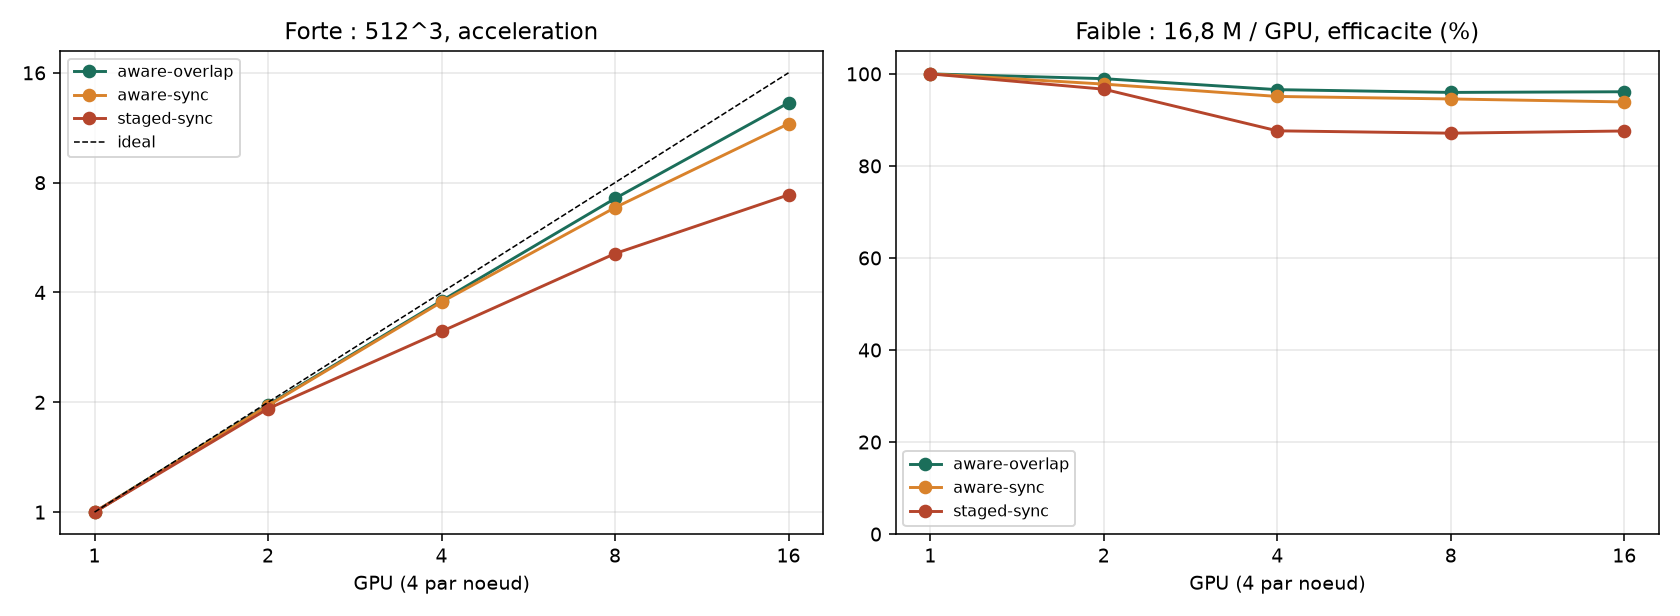 Forte : 512^3, acceleration
16
8
4
2
1
aware-overlap
aware-sync
staged-sync
ideal
1 2 4 8 16
GPU (4 par noeud)
Faible : 16,8 M / GPU, efficacite (%)
100
80
60
40
20
0
aware-overlap
aware-sync
staged-sync
1 2 4 8 16
GPU (4 par noeud)